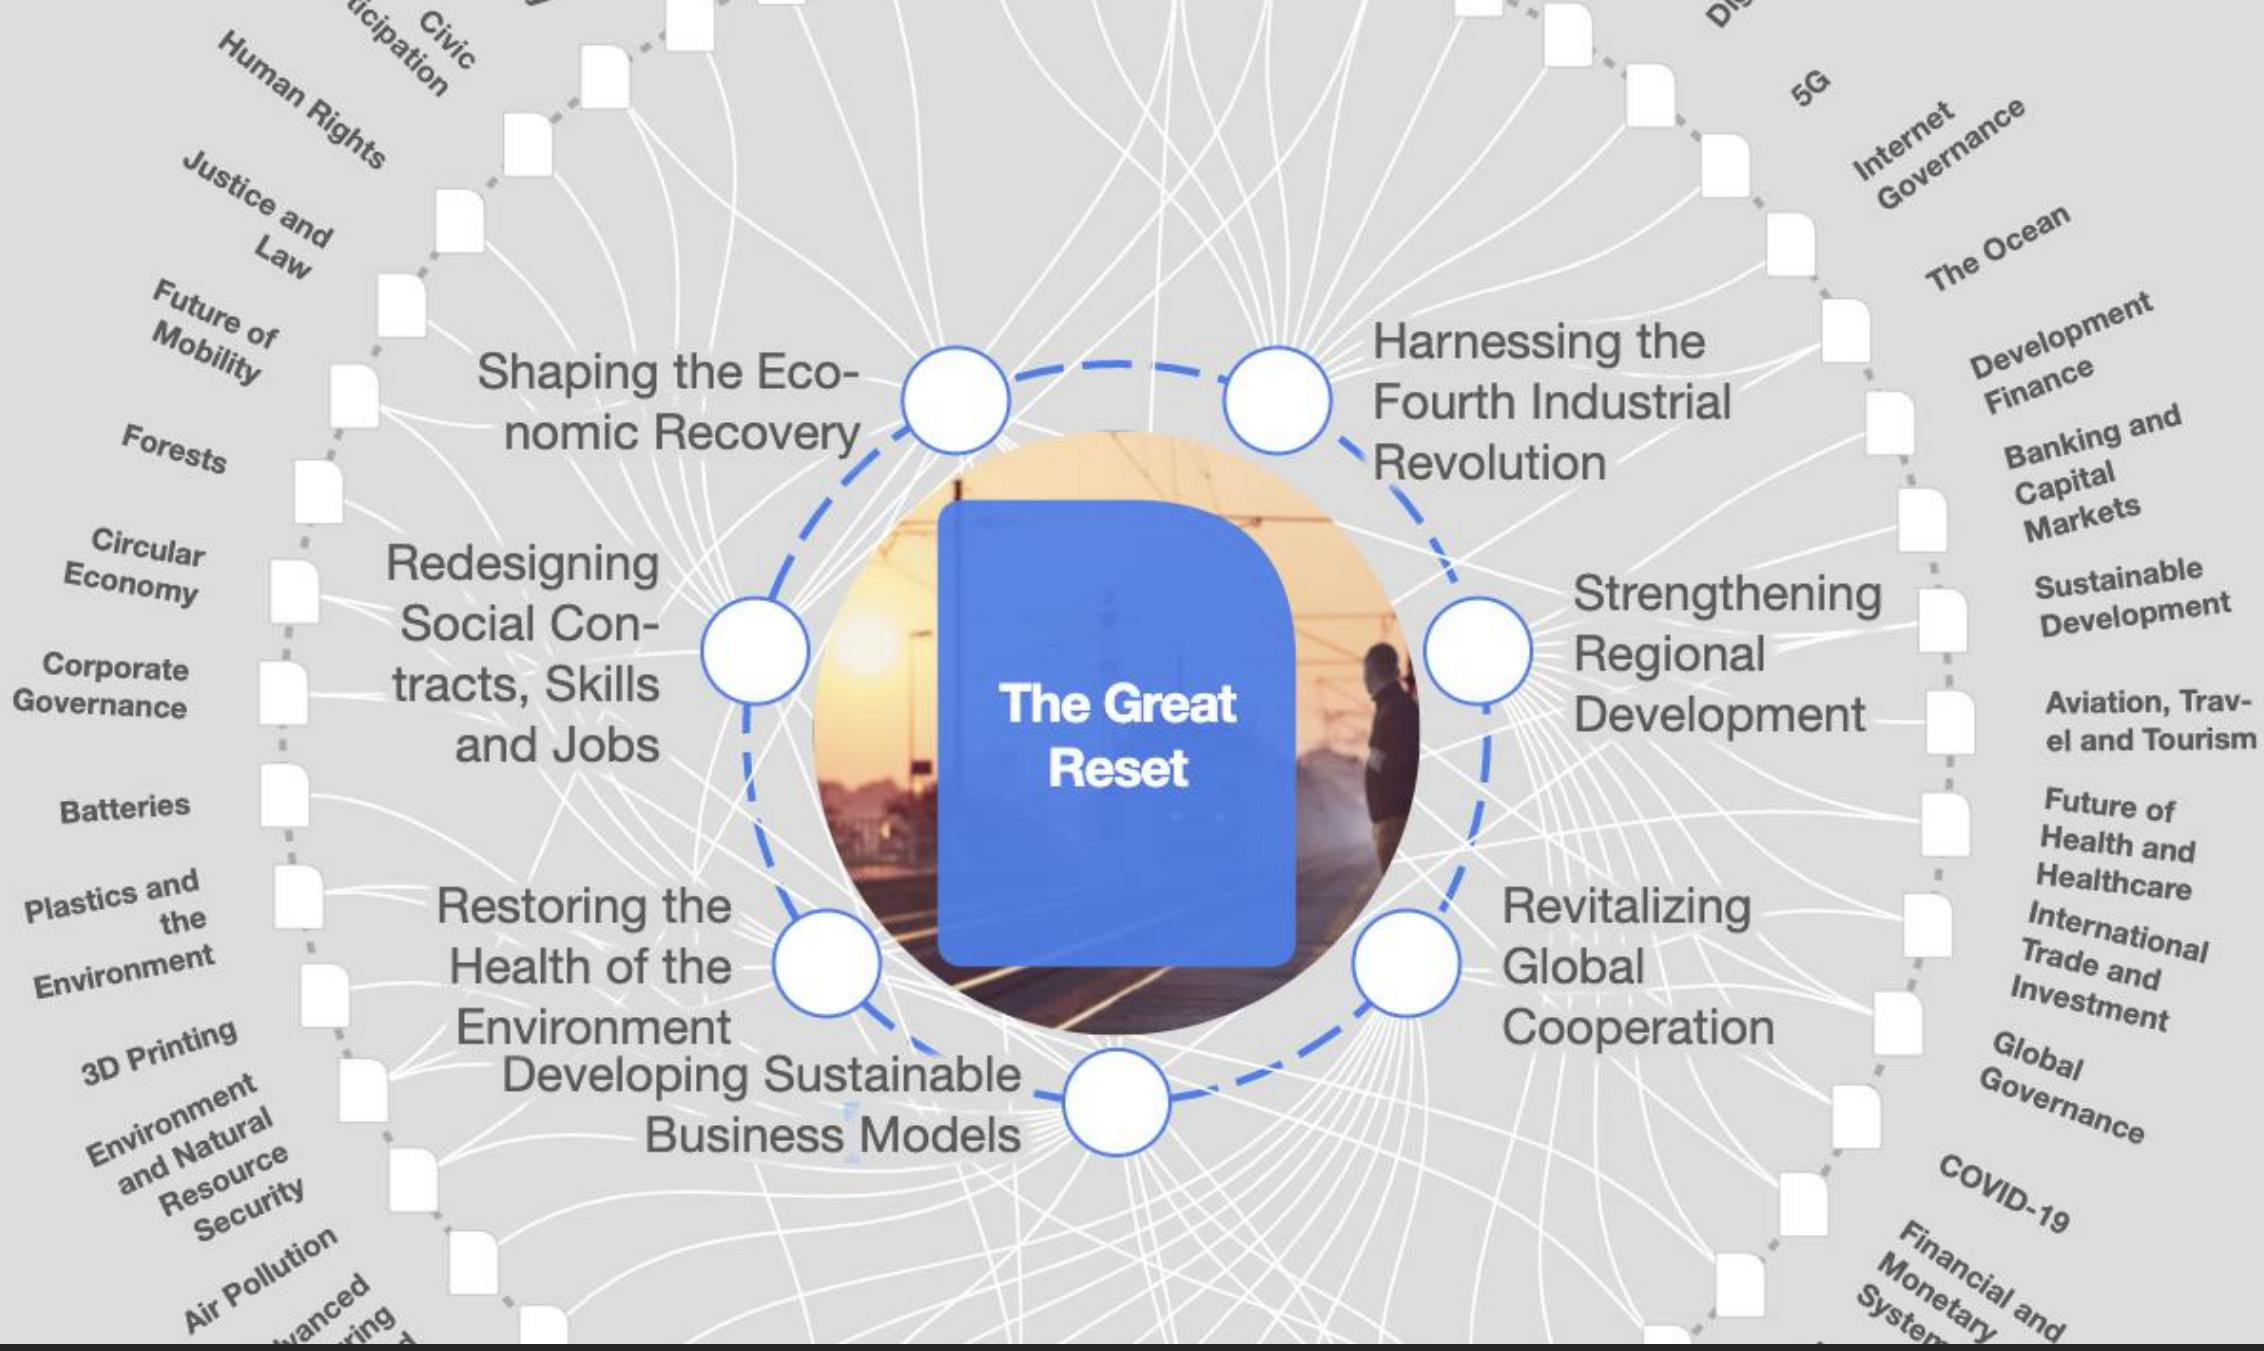 The Great
Reset
Shaping the Eco-
nomic Recovery
Harnessing the
Fourth Industrial
Revolution
Redesigning
Social Con-
tracts, Skills
and Jobs
Strengthening
Regional
Development
Restoring the
Health of the
Environment
Revitalizing
Global
Cooperation
Developing Sustainable
Business Models
Civic
Human Rights
Justice and
Law
Future of
Mobility
Forests
Circular
Economy
Corporate
Governance
Batteries
Plastics and
the
Environment
3D Printing
Environment
and Natural
Resource
Security
Air Pollution
5G
Internet
Governance
The Ocean
Development
Finance
Banking and
Capital
Markets
Sustainable
Development
Aviation, Trav-
el and Tourism
Future of
Health and
Healthcare
International
Trade and
Investment
Global
Governance
COVID-19
Financial and
Monetary